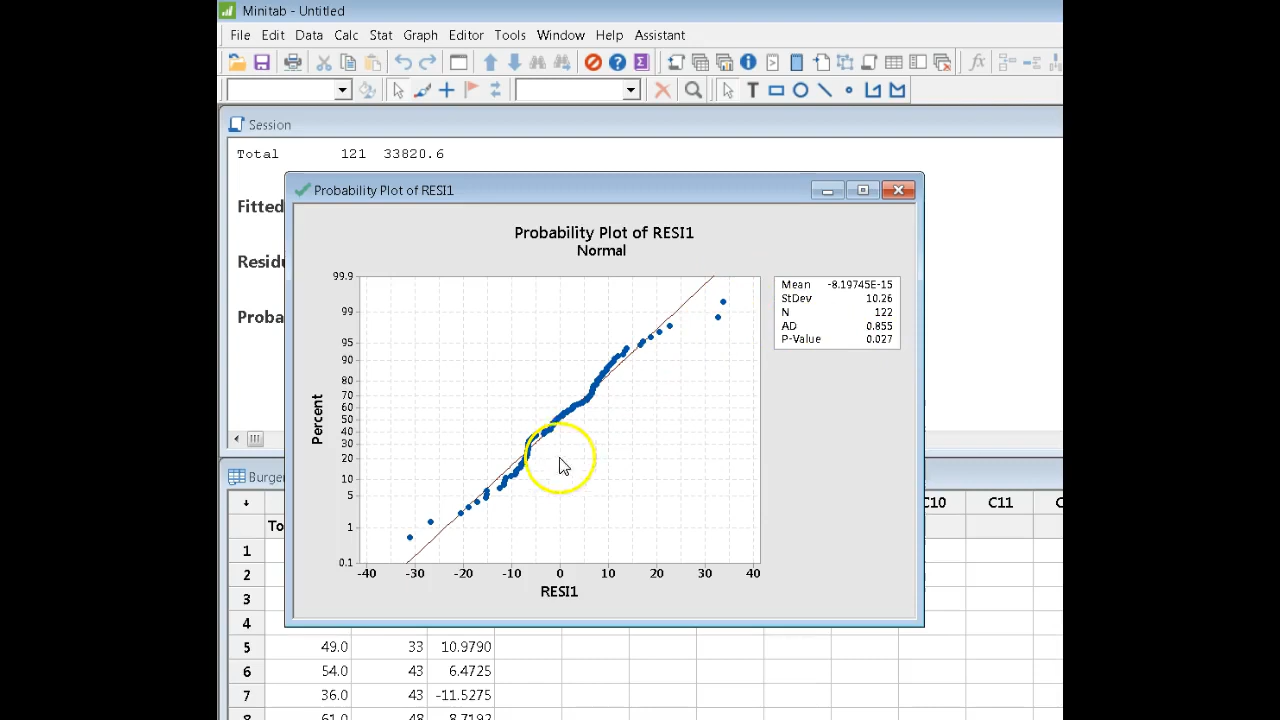 Minitab - Untitled
File Edit Data Calc Stat Graph Editor Tools Window Help Assistant
Session
Total 121 33820.6
Probability Plot of RESI1
Fitted
Residu
Proba
Probability Plot of RESI1
Normal
99.9
99
95
90
80
70
60
50
40
30
20
10
5
1
0.1
Percent
-40 -30 -20 -10 0 10 20 30 40
RESI1
Mean -8.19745E-15
StDev 10.26
N 122
AD 0.855
P-Value 0.027
Burger
C10 C11 C
To
1
2
3
4
5 49.0 33 10.9790
6 54.0 43 6.4725
7 36.0 43 -11.5275
8 61.0 48 8.7192